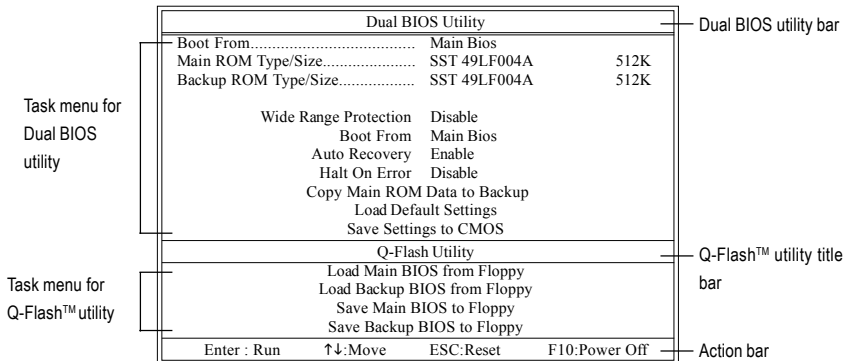 Dual BIOS Utility
Dual BIOS utility bar
Boot From...................................... Main Bios
Main ROM Type/Size..................... SST 49LF004A 512K
Backup ROM Type/Size................. SST 49LF004A 512K
Task menu for
Dual BIOS
utility
Wide Range Protection Disable
Boot From Main Bios
Auto Recovery Enable
Halt On Error Disable
Copy Main ROM Data to Backup
Load Default Settings
Save Settings to CMOS
Q-Flash Utility
Q-Flash™ utility title
bar
Task menu for
Q-Flash™ utility
Load Main BIOS from Floppy
Load Backup BIOS from Floppy
Save Main BIOS to Floppy
Save Backup BIOS to Floppy
Enter : Run ↑↓:Move ESC:Reset F10:Power Off
Action bar